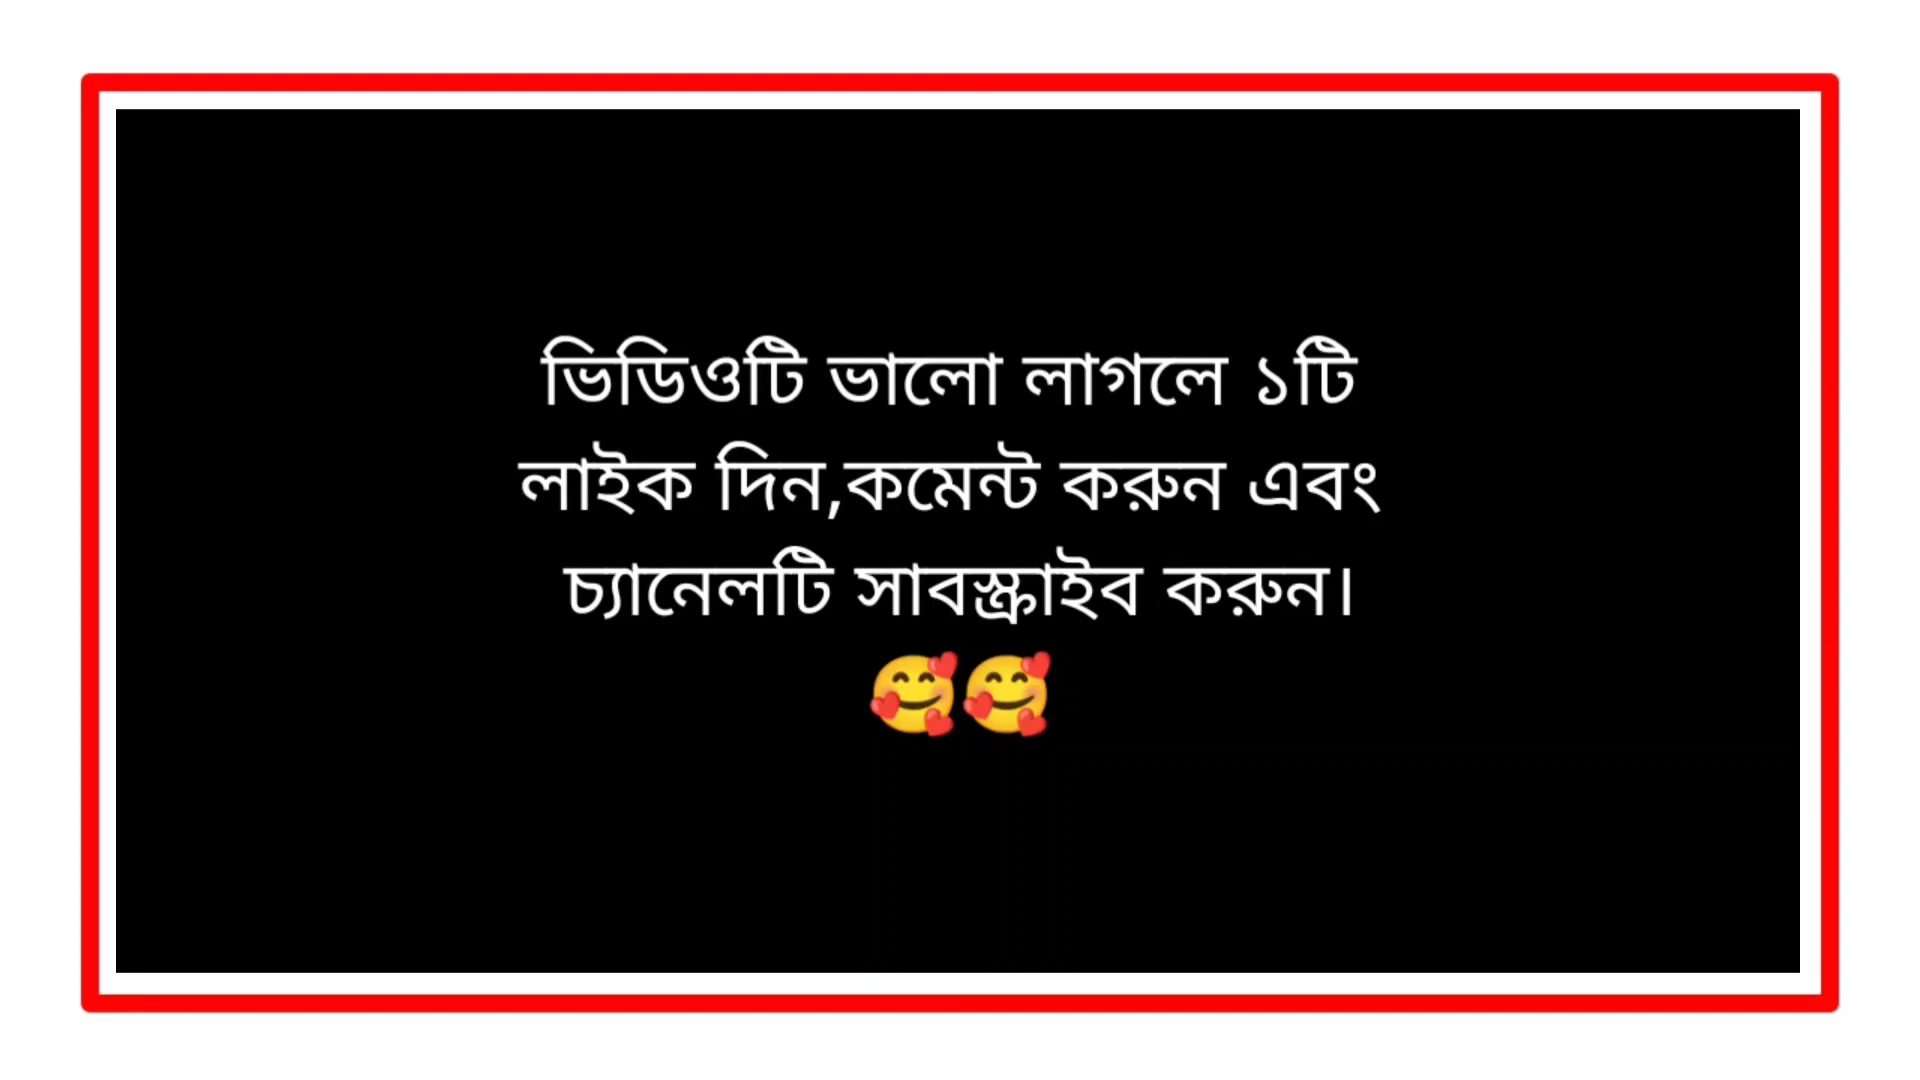 ভিডিওটি ভালো লাগলে ১টি
লাইক দিন,কমেন্ট করুন এবং
চ্যানেলটি সাবস্ক্রাইব করুন।
🥰🥰